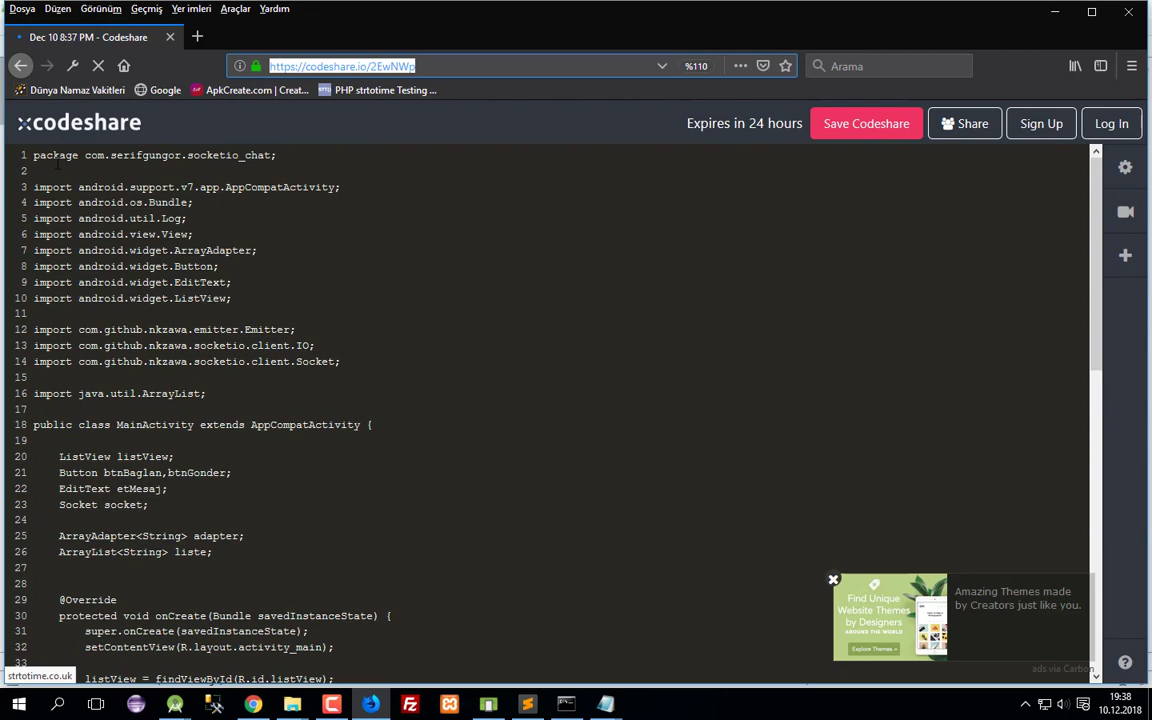 Dosya Düzen Görünüm Geçmiş Yer imleri Araçlar Yardım
Dec 10 8:37 PM - Codeshare
https://codeshare.io/2EwNWp %110 Arama
Dünya Namaz Vakitleri Google ApkCreate.com | Creat... PHP strtotime Testing ...
codeshare Expires in 24 hours Save Codeshare Share Sign Up Log In
1 package com.serifgungor.socketio_chat;
2
3 import android.support.v7.app.AppCompatActivity;
4 import android.os.Bundle;
5 import android.util.Log;
6 import android.view.View;
7 import android.widget.ArrayAdapter;
8 import android.widget.Button;
9 import android.widget.EditText;
10 import android.widget.ListView;
11
12 import com.github.nkzawa.emitter.Emitter;
13 import com.github.nkzawa.socketio.client.IO;
14 import com.github.nkzawa.socketio.client.Socket;
15
16 import java.util.ArrayList;
17
18 public class MainActivity extends AppCompatActivity {
19
20 ListView listView;
21 Button btnBaglan,btnGonder;
22 EditText etMesaj;
23 Socket socket;
24
25 ArrayAdapter<String> adapter;
26 ArrayList<String> liste;
27
28
29 @Override
30 protected void onCreate(Bundle savedInstanceState) {
31 super.onCreate(savedInstanceState);
32 setContentView(R.layout.activity_main);
33
listView = findViewById(R.id.listView);
Find Unique
Website Themes
by Designers
AROUND THE WORLD
Explore Themes »
Amazing Themes made
by Creators just like you.
ads via Carbon
strtotime.co.uk
19:38
10.12.2018